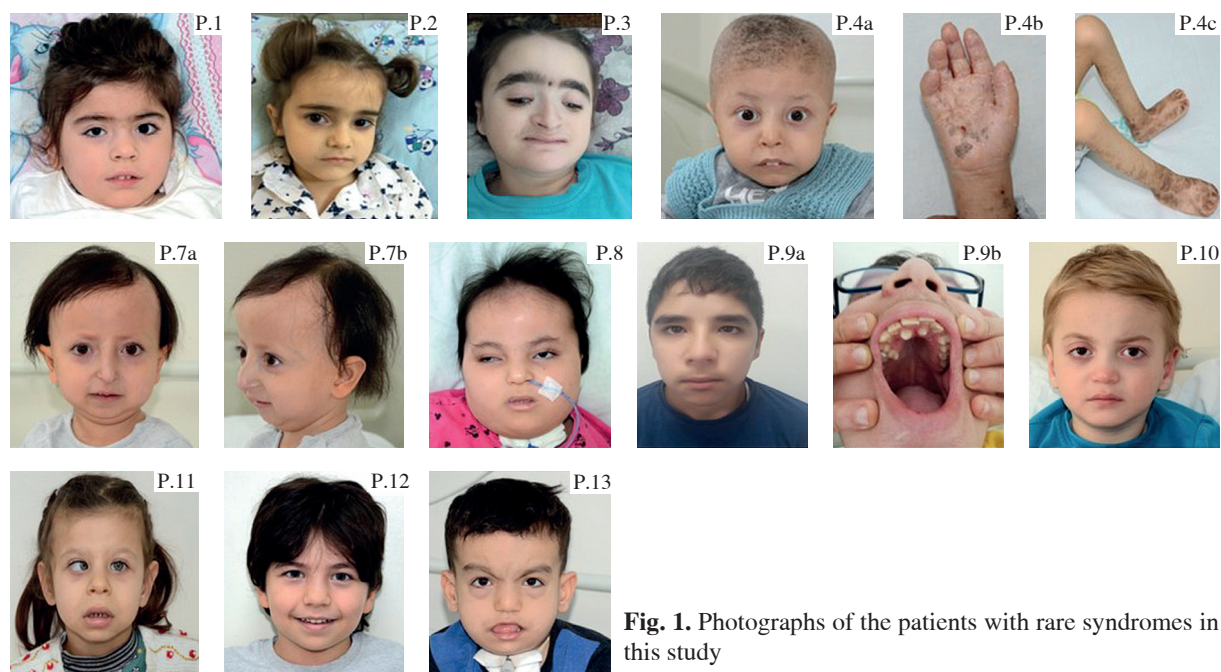 P.1
P.2
P.3
P.4a
P.4b
P.4c
P.7a
P.7b
P.8
P.9a
P.9b
P.10
P.11
P.12
P.13
Fig. 1. Photographs of the patients with rare syndromes in
this study